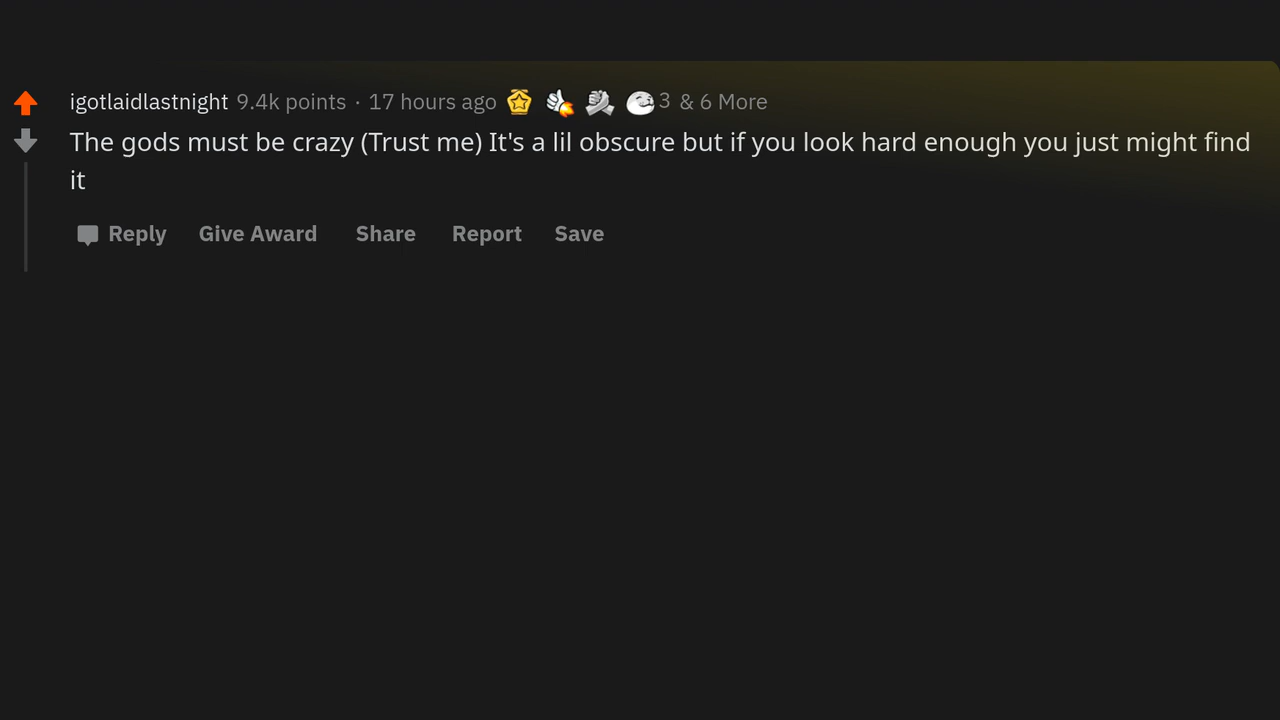 igotlaidlastnight 9.4k points · 17 hours ago 3 & 6 More
The gods must be crazy (Trust me) It's a lil obscure but if you look hard enough you just might find
it
Reply Give Award Share Report Save